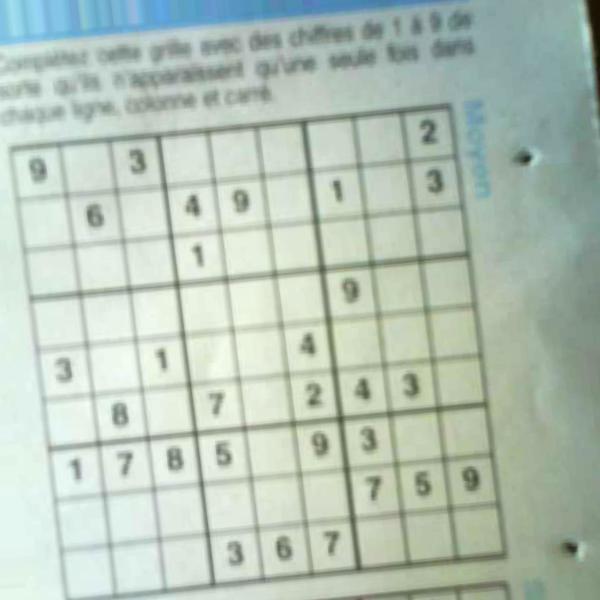 Complétez cette grille avec des chiffres de 1 à 9 de
sorte qu'ils n'apparaissent qu'une seule fois dans
chaque ligne, colonne et carré.
Moyen
9 3 2
6 4 9 1 3
1
9
3 1 4
8 7 2 4 3
1 7 8 5 9 3
7 5 9
3 6 7